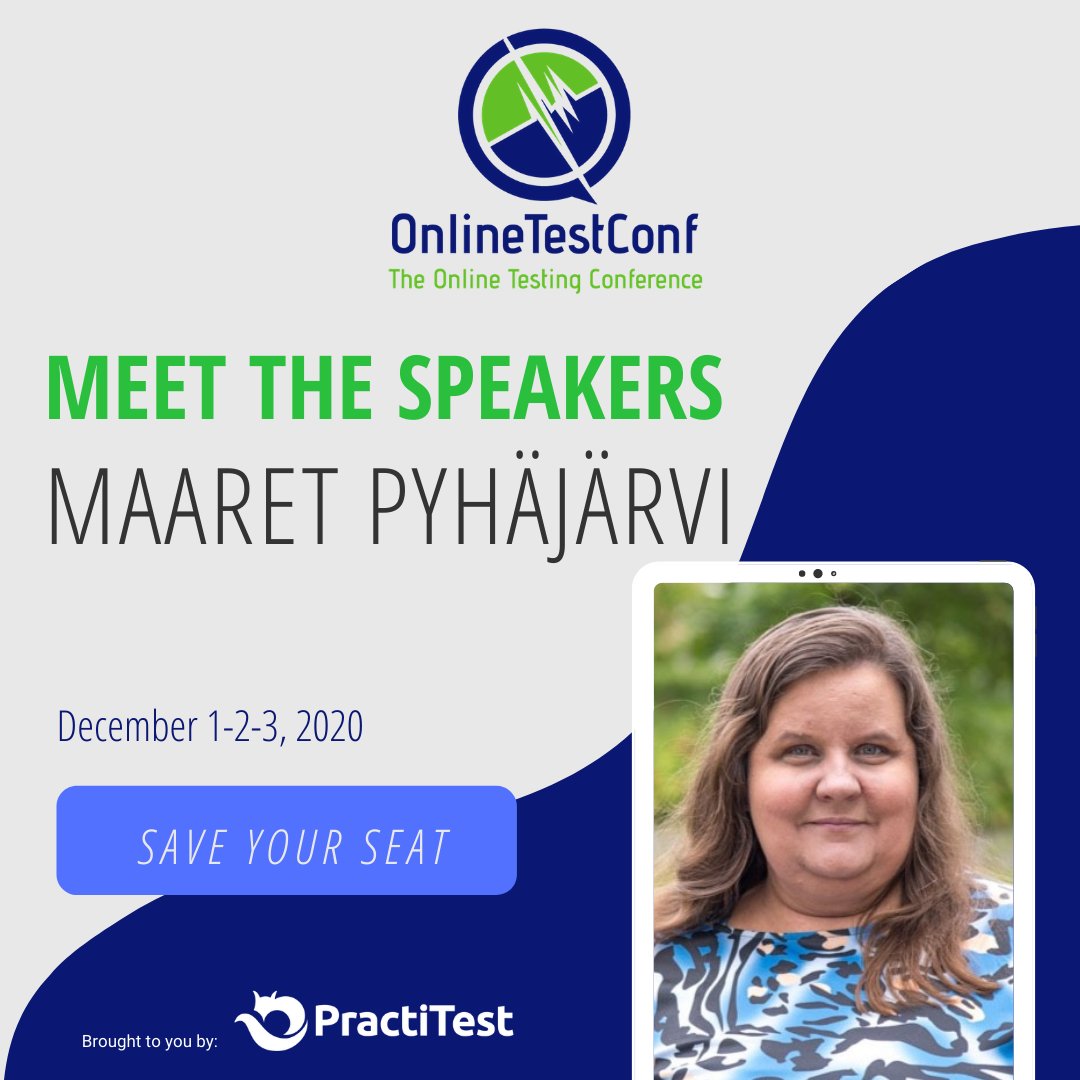 OnlineTestConf
The Online Testing Conference
MEET THE SPEAKERS
MAARET PYHÄJÄRVI
December 1-2-3, 2020
SAVE YOUR SEAT
Brought to you by:
PractiTest